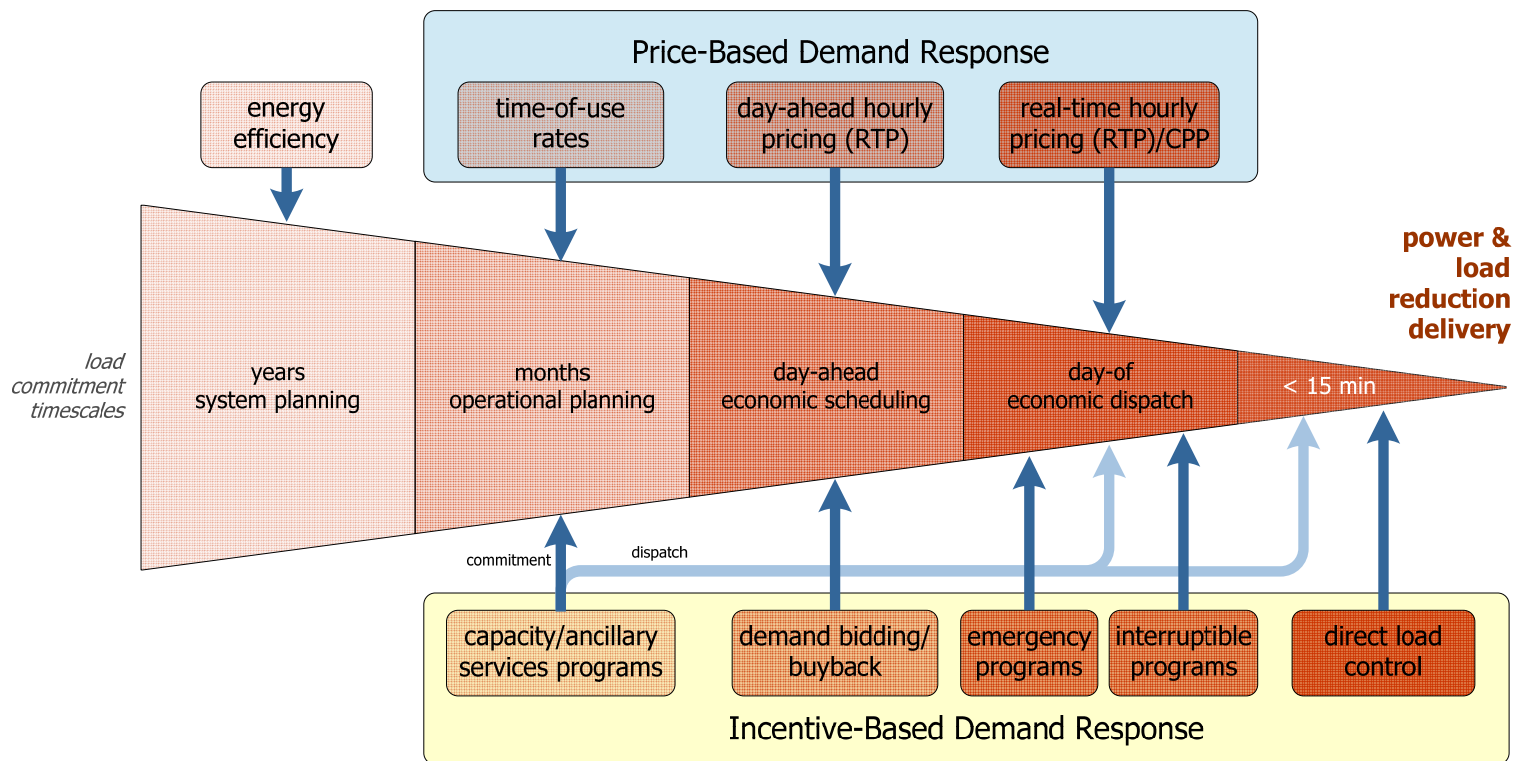 Price-Based Demand Response
energy
efficiency
time-of-use
rates
day-ahead hourly
pricing (RTP)
real-time hourly
pricing (RTP)/CPP
power &
load
reduction
delivery
load
commitment
timescales
years
system planning
months
operational planning
day-ahead
economic scheduling
day-of
economic dispatch
< 15 min
commitment
dispatch
capacity/ancillary
services programs
demand bidding/
buyback
emergency
programs
interruptible
programs
direct load
control
Incentive-Based Demand Response